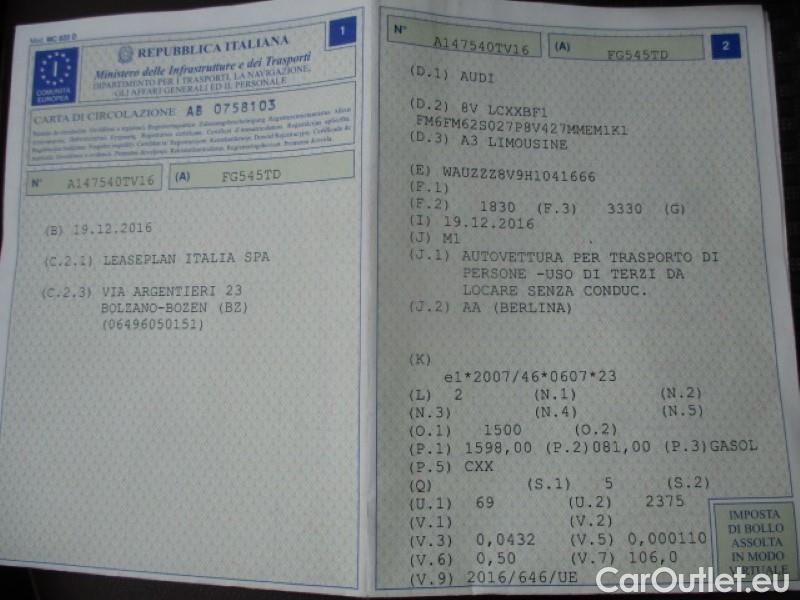 Mod. MC 820 D
1
REPUBBLICA ITALIANA
Ministero delle Infrastrutture e dei Trasporti
DIPARTIMENTO PER I TRASPORTI, LA NAVIGAZIONE,
GLI AFFARI GENERALI ED IL PERSONALE
I
COMUNITÀ
EUROPEA
CARTA DI CIRCOLAZIONE AB 0758103
N° A147540TV16 (A) FG545TD
(B) 19.12.2016
(C.2.1) LEASEPLAN ITALIA SPA
(C.2.3) VIA ARGENTIERI 23
BOLZANO-BOZEN (BZ)
(06496050151)
N° A147540TV16 (A) FG545TD
2
(D.1) AUDI
(D.2) 8V LCXXBF1
FM6FM62S027P8V427MMEM1K1
(D.3) A3 LIMOUSINE
(E) WAUZZZ8V9H1041666
(F.1)
(F.2) 1830 (F.3) 3330 (G)
(I) 19.12.2016
(J) M1
(J.1) AUTOVETTURA PER TRASPORTO DI
PERSONE -USO DI TERZI DA
LOCARE SENZA CONDUC.
(J.2) AA (BERLINA)
(K)
e1*2007/46*0607*23
(L) 2 (N.1) (N.2)
(N.3) (N.4) (N.5)
(O.1) 1500 (O.2)
(P.1) 1598,00 (P.2)081,00 (P.3)GASOL
(P.5) CXX
(Q) (S.1) 5 (S.2)
(U.1) 69 (U.2) 2375
(V.1) (V.2)
(V.3) 0,0432 (V.5) 0,000110
(V.6) 0,50 (V.7) 106,0
(V.9) 2016/646/UE
IMPOSTA
DI BOLLO
ASSOLTA
IN MODO
VIRTUALE
CarOutlet.eu